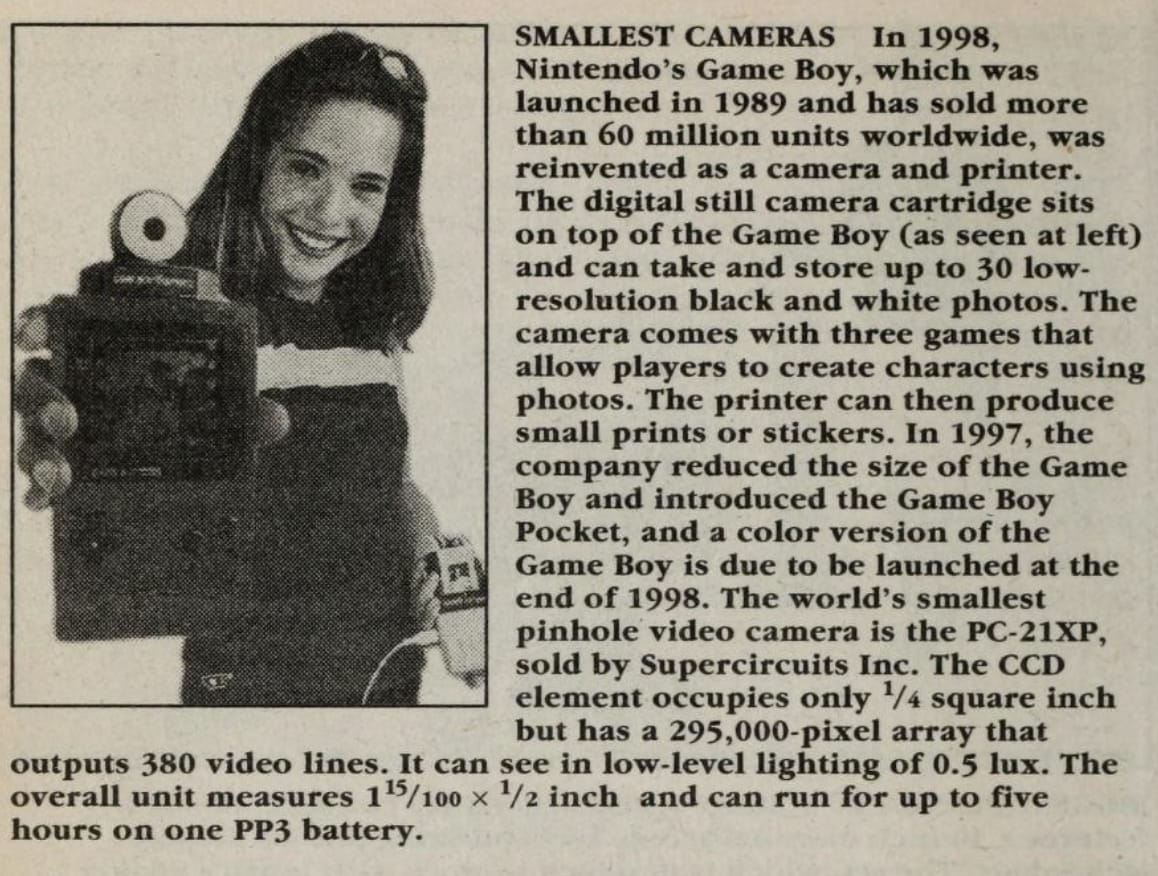 SMALLEST CAMERAS In 1998,
Nintendo's Game Boy, which was
launched in 1989 and has sold more
than 60 million units worldwide, was
reinvented as a camera and printer.
The digital still camera cartridge sits
on top of the Game Boy (as seen at left)
and can take and store up to 30 low-
resolution black and white photos. The
camera comes with three games that
allow players to create characters using
photos. The printer can then produce
small prints or stickers. In 1997, the
company reduced the size of the Game
Boy and introduced the Game Boy
Pocket, and a color version of the
Game Boy is due to be launched at the
end of 1998. The world's smallest
pinhole video camera is the PC-21XP,
sold by Supercircuits Inc. The CCD
element occupies only 1/4 square inch
but has a 295,000-pixel array that
outputs 380 video lines. It can see in low-level lighting of 0.5 lux. The
overall unit measures 1 15/100 × 1/2 inch and can run for up to five
hours on one PP3 battery.